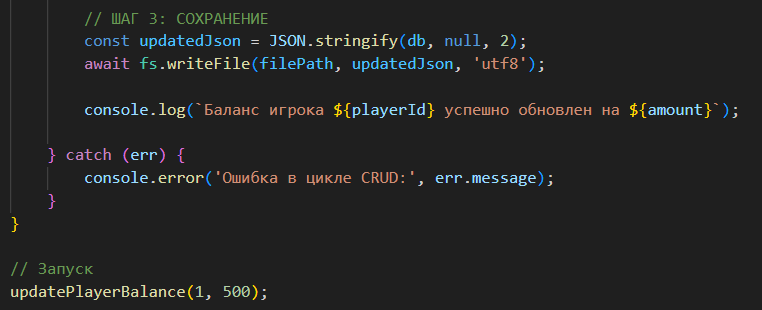 // ШАГ 3: СОХРАНЕНИЕ
const updatedJson = JSON.stringify(db, null, 2);
await fs.writeFile(filePath, updatedJson, 'utf8');
console.log(`Баланс игрока ${playerId} успешно обновлен на ${amount}`);
} catch (err) {
console.error('Ошибка в цикле CRUD:', err.message);
}
}
// Запуск
updatePlayerBalance(1, 500);